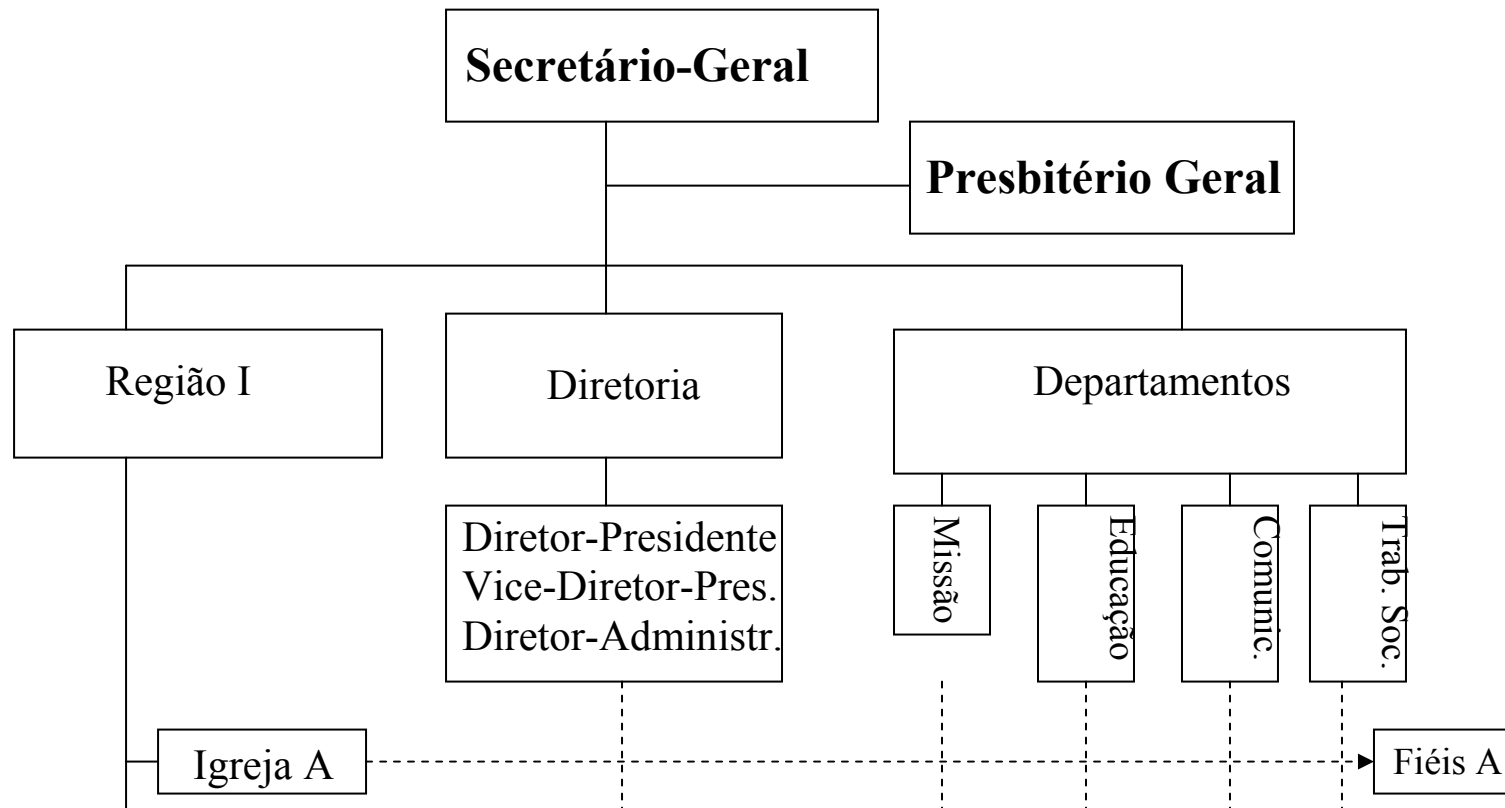 Secretário-Geral
Presbitério Geral
Região I
Diretoria
Departamentos
Diretor-Presidente
Vice-Diretor-Pres.
Diretor-Administr.
Missão
Educação
Comunic.
Trab. Soc.
Igreja A
Fiéis A